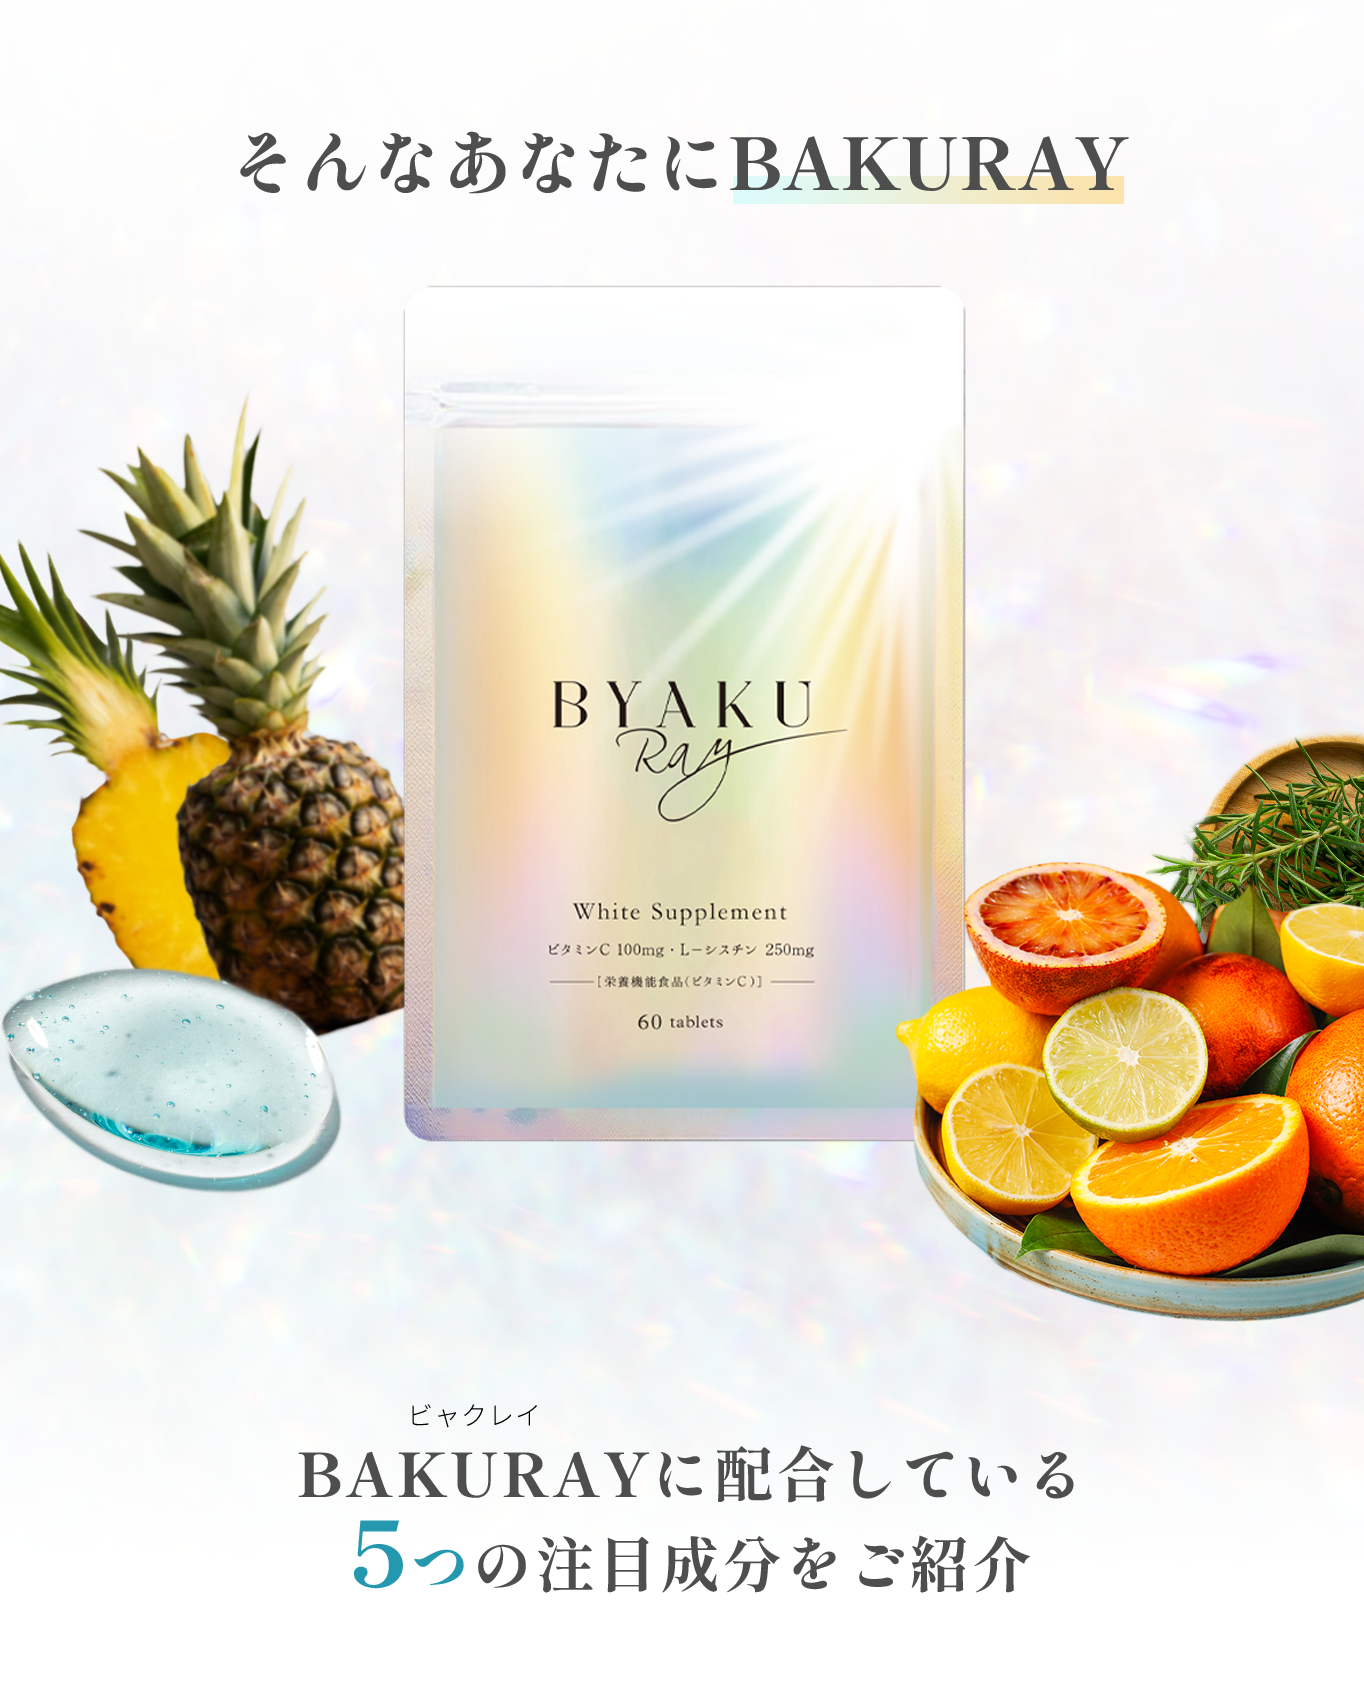 そんなあなたにBAKURAY
BYAKU
Ray
White Supplement
ビタミンC 100mg・L－シスチン 250mg
［栄養機能食品(ビタミンC)］
60 tablets
ビャクレイ
BAKURAYに配合している
5つの注目成分をご紹介